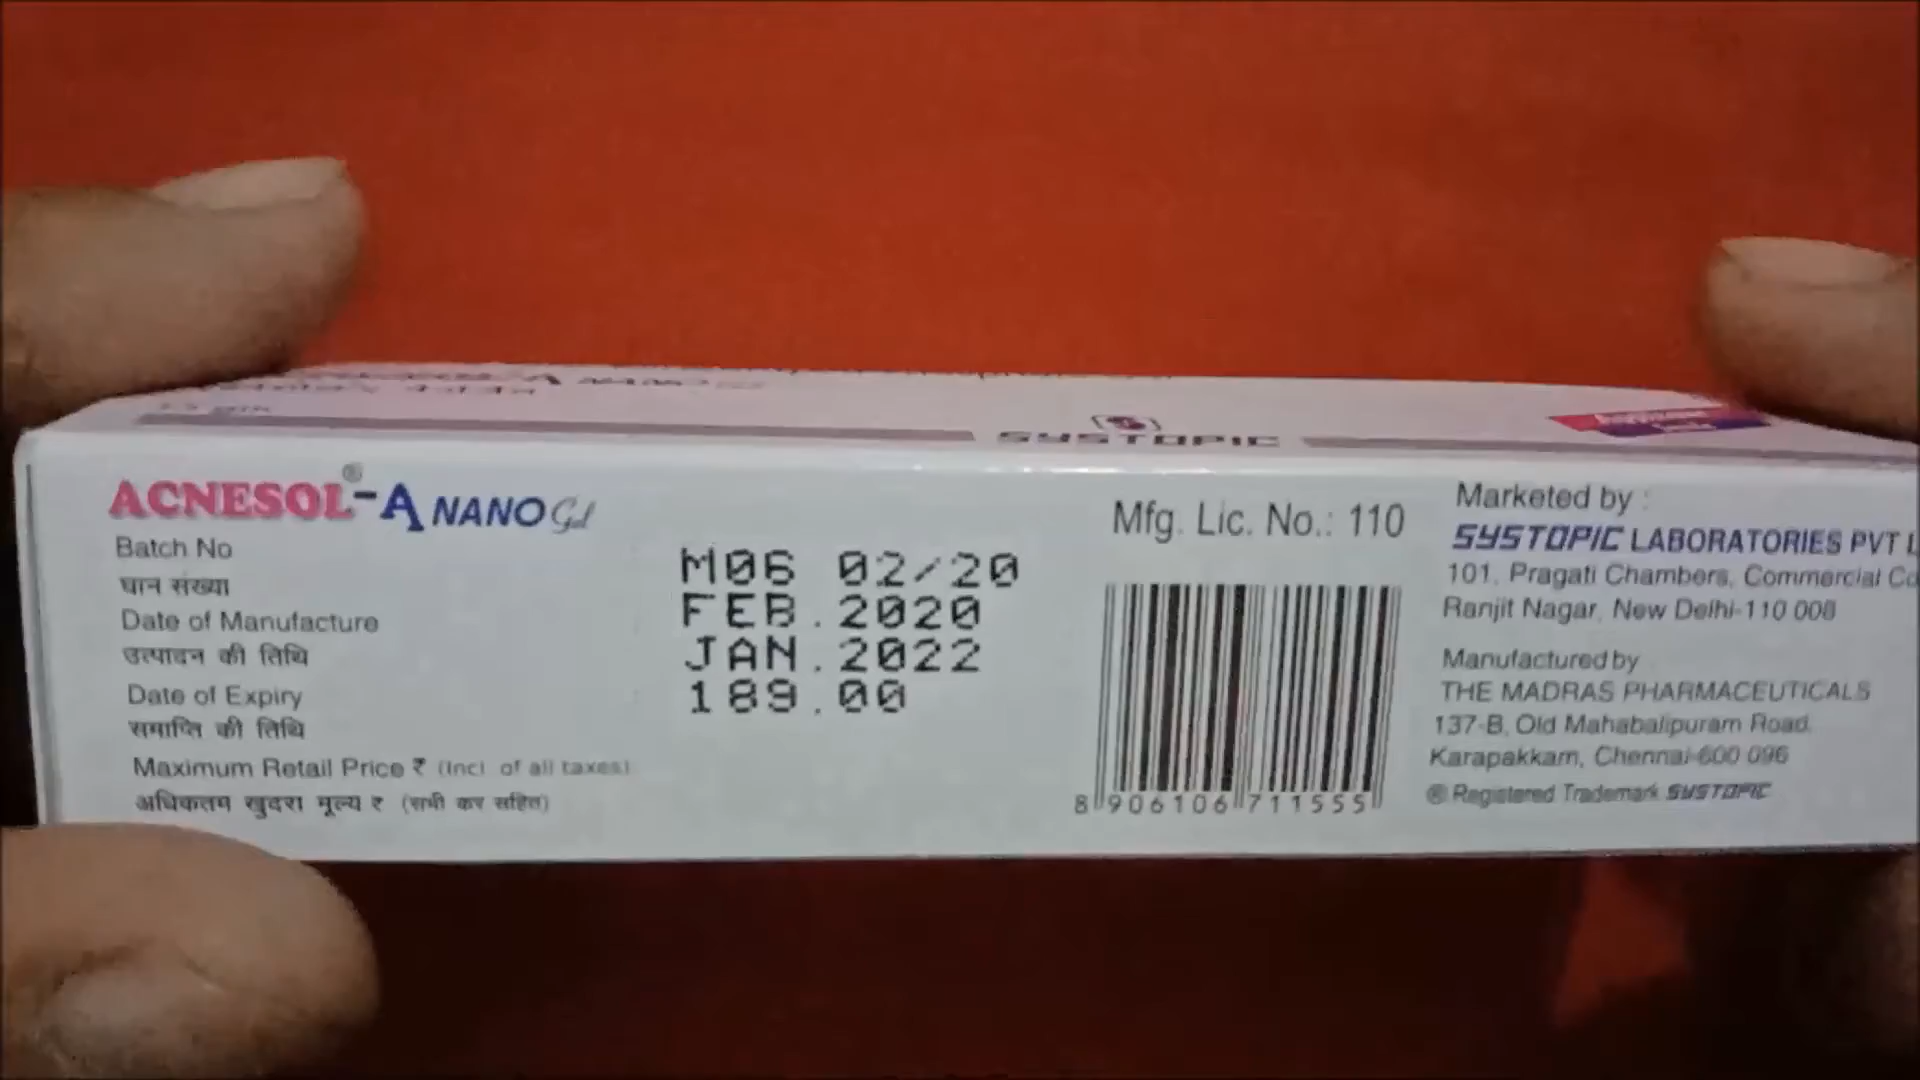 SYSTOPIC
ACNESOL®-A NANO Gel
Batch No
घान संख्या
Date of Manufacture
उत्पादन की तिथि
Date of Expiry
समाप्ति की तिथि
Maximum Retail Price ₹ (Incl. of all taxes)
अधिकतम खुदरा मूल्य ₹ (सभी कर सहित)
M06 02/20
FEB.2020
JAN.2022
189.00
Mfg. Lic. No.: 110
8 906106 711555
Marketed by :
SYSTOPIC LABORATORIES PVT
101, Pragati Chambers, Commercial
Ranjit Nagar, New Delhi-110 008
Manufactured by
THE MADRAS PHARMACEUTICALS
137-B, Old Mahabalipuram Road,
Karapakkam, Chennai-600 096
® Registered Trademark SYSTOPIC